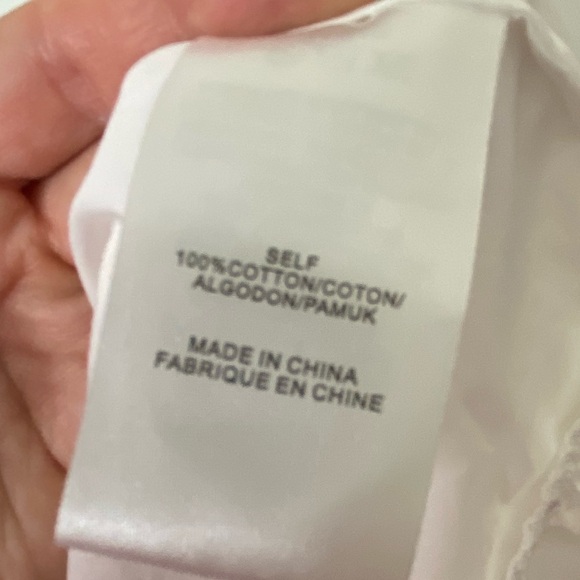 SELF
100%COTTON/COTON/
ALGODON/PAMUK
MADE IN CHINA
FABRIQUE EN CHINE